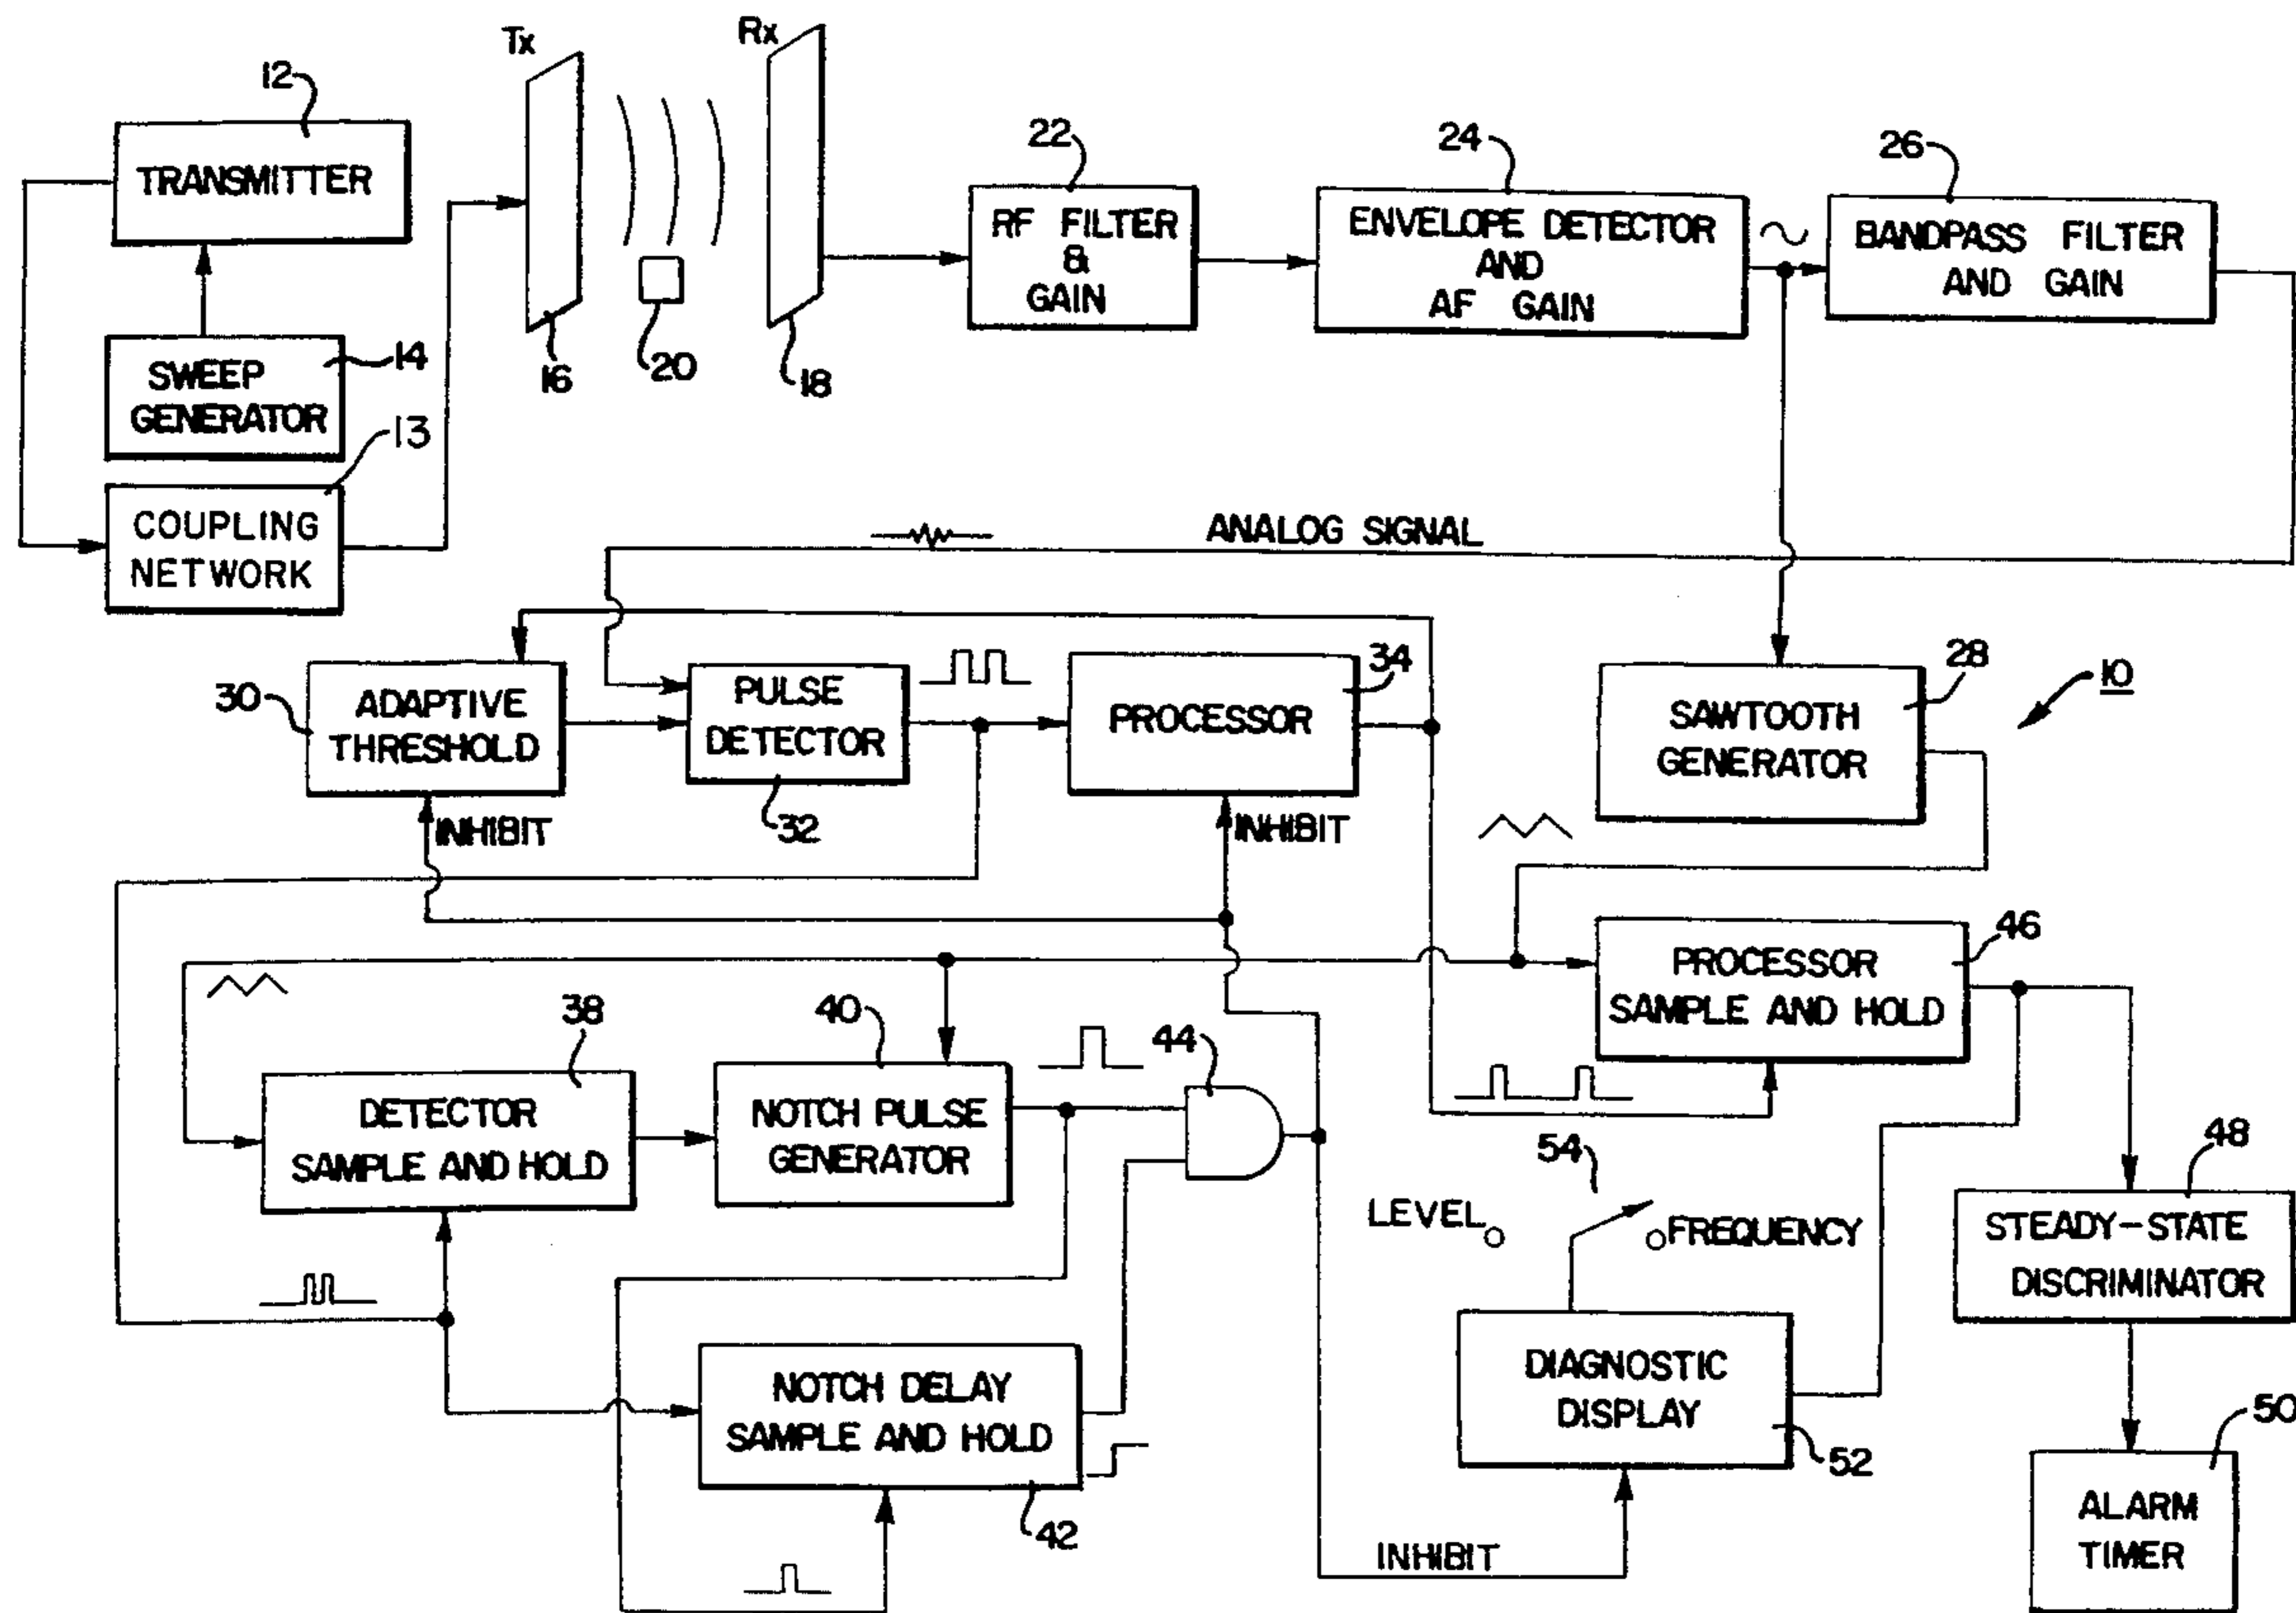 Tx
Rx
12
TRANSMITTER
22
RF FILTER
&
GAIN
24
ENVELOPE DETECTOR
AND
AF GAIN
26
BANDPASS FILTER
AND GAIN
14
SWEEP
GENERATOR
16
20
18
13
COUPLING
NETWORK
ANALOG SIGNAL
30
ADAPTIVE
THRESHOLD
PULSE
DETECTOR
32
34
PROCESSOR
28
SAWTOOTH
GENERATOR
10
INHIBIT
INHIBIT
46
PROCESSOR
SAMPLE AND HOLD
38
DETECTOR
SAMPLE AND HOLD
40
NOTCH PULSE
GENERATOR
44
54
LEVEL
FREQUENCY
48
STEADY-STATE
DISCRIMINATOR
NOTCH DELAY
SAMPLE AND HOLD
42
DIAGNOSTIC
DISPLAY
52
50
ALARM
TIMER
INHIBIT